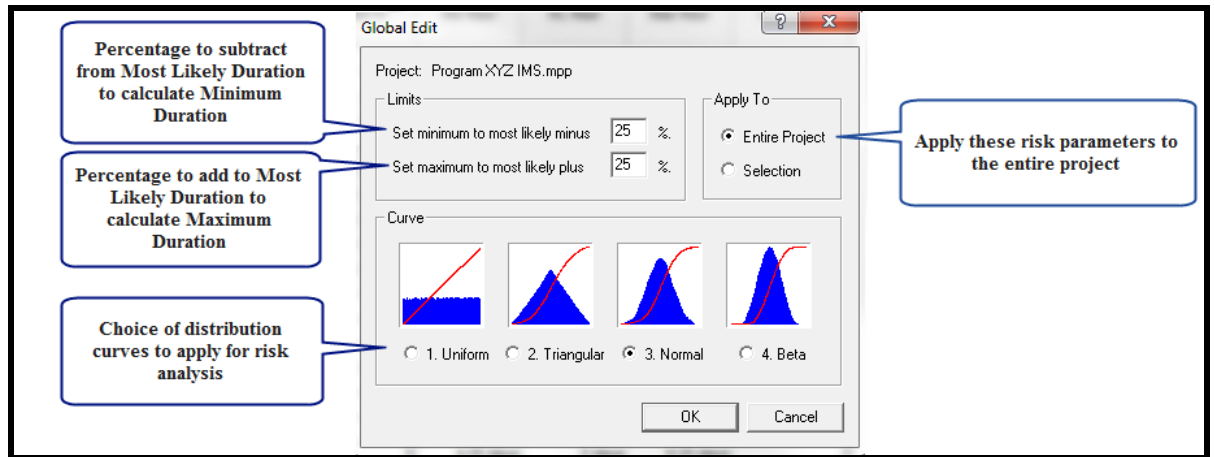 Percentage to subtract
from Most Likely Duration
to calculate Minimum
Duration
Percentage to add to Most
Likely Duration to
calculate Maximum
Duration
Choice of distribution
curves to apply for risk
analysis
Global Edit
?
X
Project: Program XYZ IMS.mpp
Limits
Set minimum to most likely minus 25 %.
Set maximum to most likely plus 25 %.
Apply To
Entire Project
Selection
Curve
1. Uniform 2. Triangular 3. Normal 4. Beta
OK Cancel
Apply these risk parameters to
the entire project